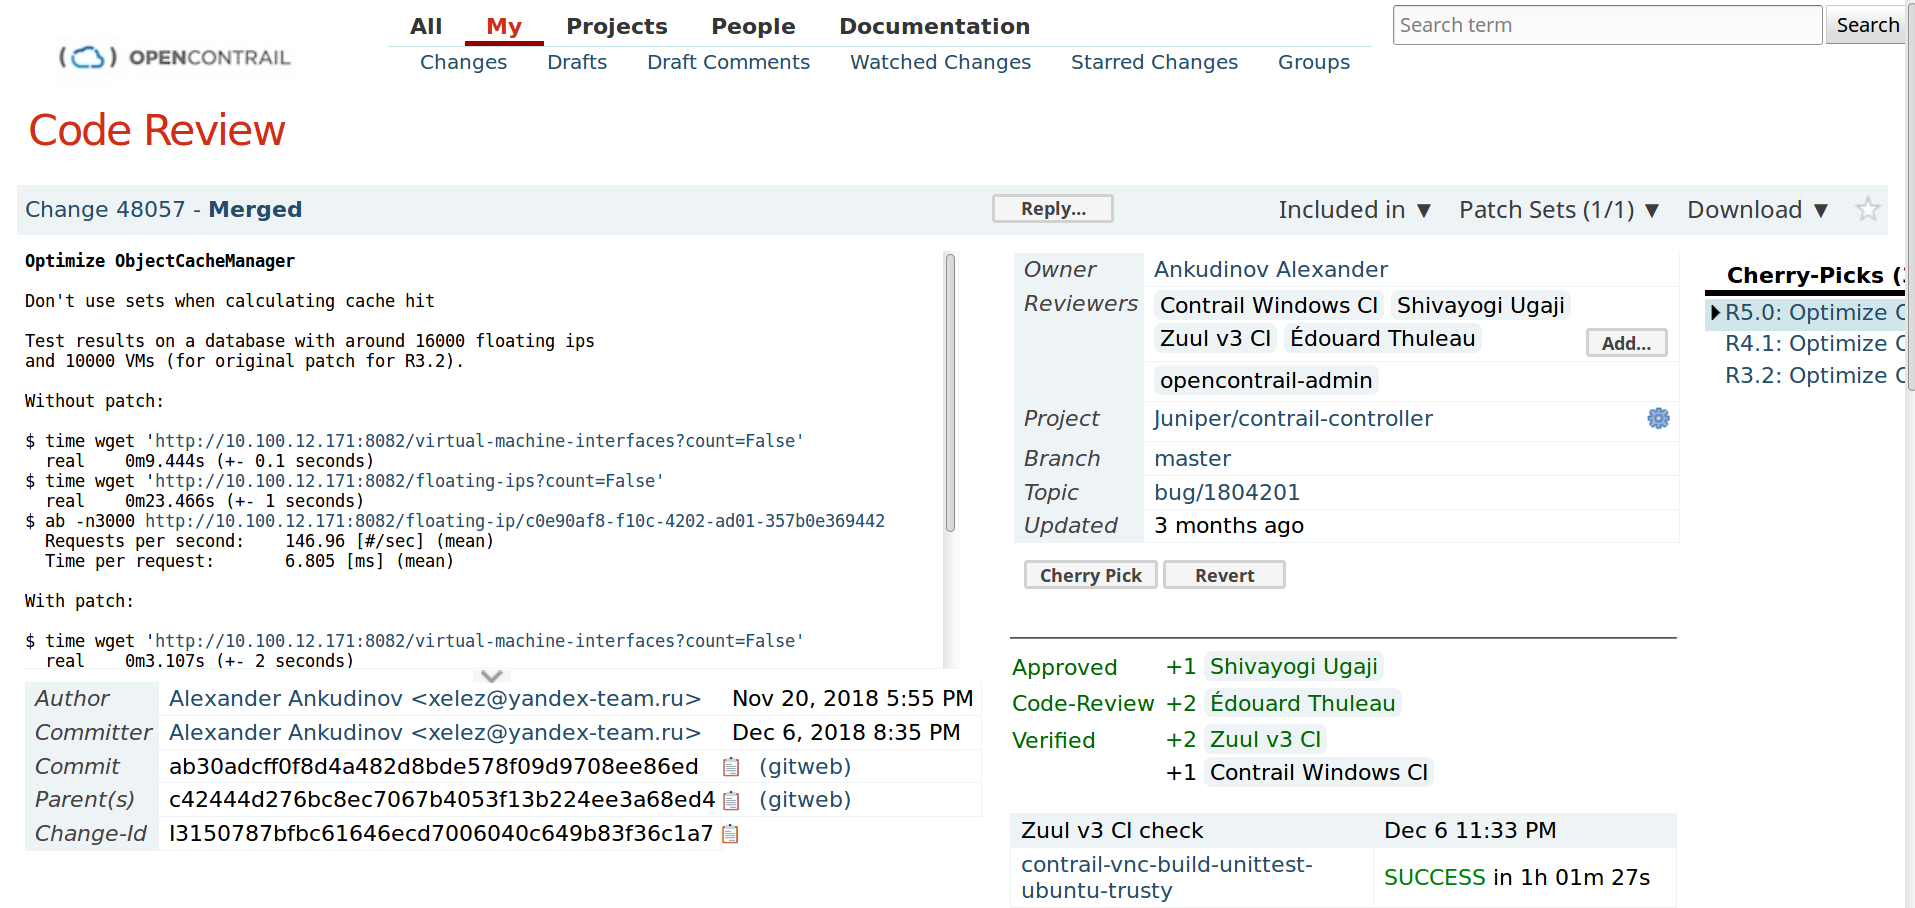 All My Projects People Documentation
Search term Search
OPENCONTRAIL
Changes Drafts Draft Comments Watched Changes Starred Changes Groups
Code Review
Change 48057 - Merged
Reply...
Included in ▼ Patch Sets (1/1) ▼ Download ▼
Optimize ObjectCacheManager
Don't use sets when calculating cache hit
Test results on a database with around 16000 floating ips
and 10000 VMs (for original patch for R3.2).
Without patch:
$ time wget 'http://10.100.12.171:8082/virtual-machine-interfaces?count=False'
real 0m9.444s (+- 0.1 seconds)
$ time wget 'http://10.100.12.171:8082/floating-ips?count=False'
real 0m23.466s (+- 1 seconds)
$ ab -n3000 http://10.100.12.171:8082/floating-ip/c0e90af8-f10c-4202-ad01-357b0e369442
Requests per second: 146.96 [#/sec] (mean)
Time per request: 6.805 [ms] (mean)
With patch:
$ time wget 'http://10.100.12.171:8082/virtual-machine-interfaces?count=False'
real 0m3.107s (+- 2 seconds)
Author Alexander Ankudinov <xelez@yandex-team.ru> Nov 20, 2018 5:55 PM
Committer Alexander Ankudinov <xelez@yandex-team.ru> Dec 6, 2018 8:35 PM
Commit ab30adcff0f8d4a482d8bde578f09d9708ee86ed (gitweb)
Parent(s) c42444d276bc8ec7067b4053f13b224ee3a68ed4 (gitweb)
Change-Id I3150787bfbc61646ecd7006040c649b83f36c1a7
Owner Ankudinov Alexander
Reviewers Contrail Windows CI Shivayogi Ugaji
Zuul v3 CI Édouard Thuleau Add...
opencontrail-admin
Project Juniper/contrail-controller
Branch master
Topic bug/1804201
Updated 3 months ago
Cherry Pick Revert
Approved +1 Shivayogi Ugaji
Code-Review +2 Édouard Thuleau
Verified +2 Zuul v3 CI
+1 Contrail Windows CI
Zuul v3 CI check Dec 6 11:33 PM
contrail-vnc-build-unittest-
ubuntu-trusty
SUCCESS in 1h 01m 27s
Cherry-Picks (
R5.0: Optimize
R4.1: Optimize
R3.2: Optimize